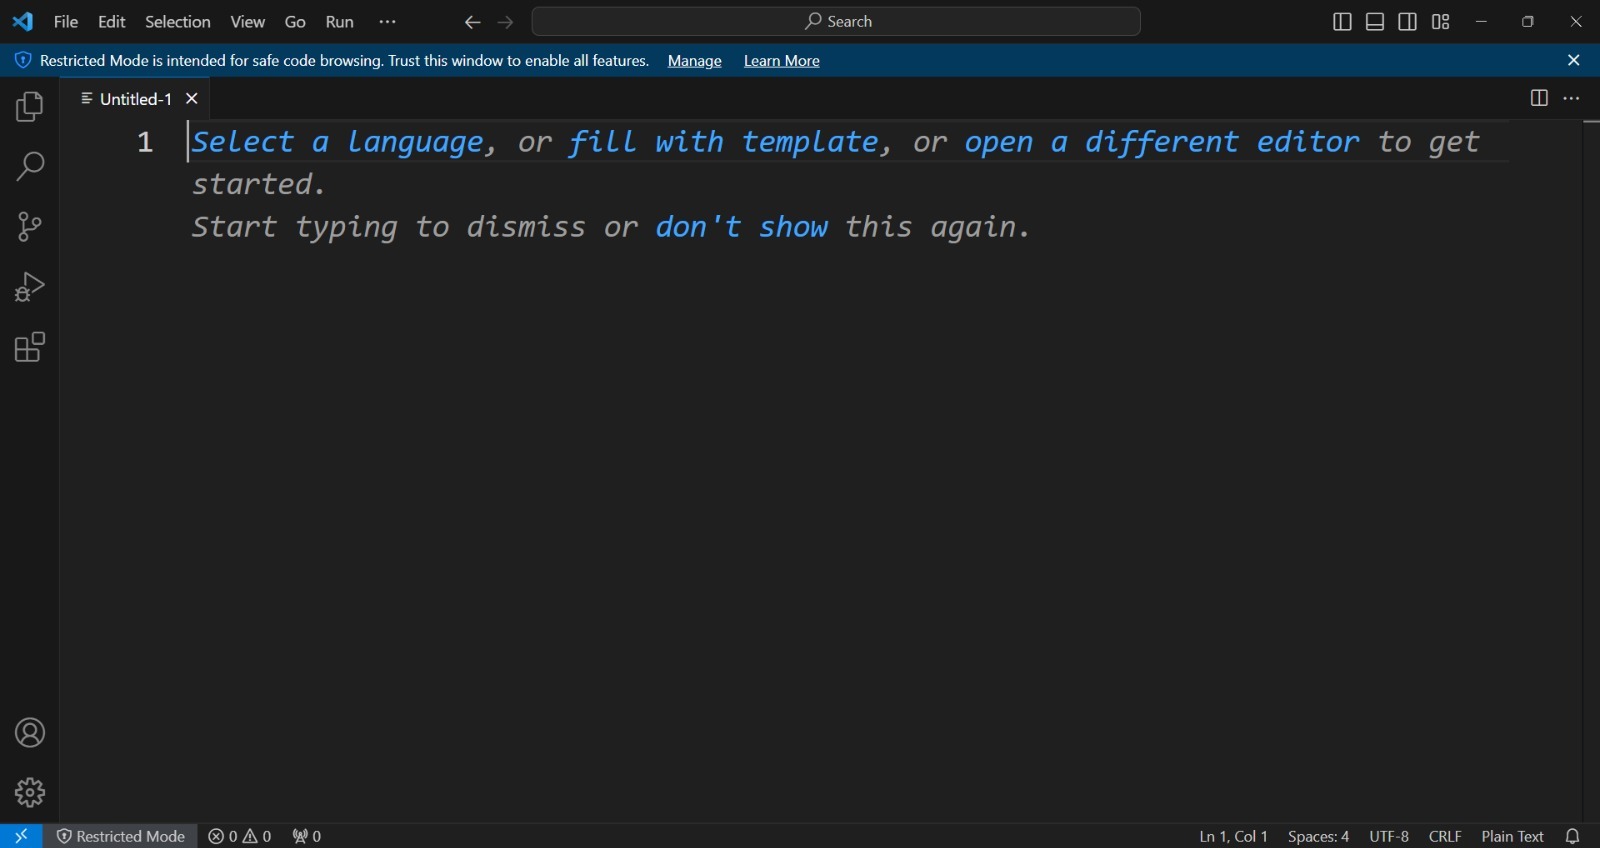 File Edit Selection View Go Run ··· Search
Restricted Mode is intended for safe code browsing. Trust this window to enable all features. Manage Learn More
Untitled-1
1 Select a language, or fill with template, or open a different editor to get
started.
Start typing to dismiss or don't show this again.
Restricted Mode 0 0 0 Ln 1, Col 1 Spaces: 4 UTF-8 CRLF Plain Text